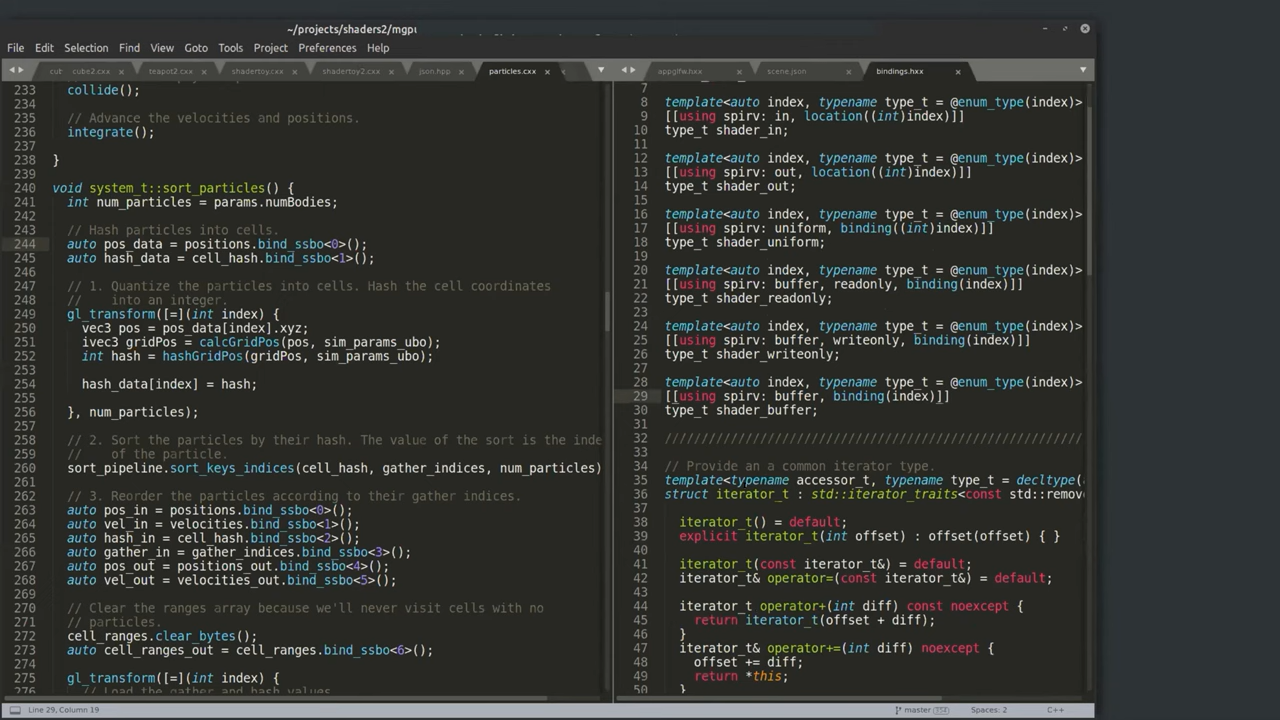 ~/projects/shaders2/mgpu
File Edit Selection Find View Goto Tools Project Preferences Help
cube2.cxx teapot2.cxx shadertoy.cxx shadertoy2.cxx json.hpp particles.cxx
233 collide();
234
235 // Advance the velocities and positions.
236 integrate();
237
238 }
239
240 void system_t::sort_particles() {
241 int num_particles = params.numBodies;
242
243 // Hash particles into cells.
244 auto pos_data = positions.bind_ssbo<0>();
245 auto hash_data = cell_hash.bind_ssbo<1>();
246
247 // 1. Quantize the particles into cells. Hash the cell coordinates
248 // into an integer.
249 gl_transform([=](int index) {
250 vec3 pos = pos_data[index].xyz;
251 ivec3 gridPos = calcGridPos(pos, sim_params_ubo);
252 int hash = hashGridPos(gridPos, sim_params_ubo);
253
254 hash_data[index] = hash;
255
256 }, num_particles);
257
258 // 2. Sort the particles by their hash. The value of the sort is the inde
259 // of the particle.
260 sort_pipeline.sort_keys_indices(cell_hash, gather_indices, num_particles)
261
262 // 3. Reorder the particles according to their gather indices.
263 auto pos_in = positions.bind_ssbo<0>();
264 auto vel_in = velocities.bind_ssbo<1>();
265 auto hash_in = cell_hash.bind_ssbo<2>();
266 auto gather_in = gather_indices.bind_ssbo<3>();
267 auto pos_out = positions_out.bind_ssbo<4>();
268 auto vel_out = velocities_out.bind_ssbo<5>();
269
270 // Clear the ranges array because we'll never visit cells with no
271 // particles.
272 cell_ranges.clear_bytes();
273 auto cell_ranges_out = cell_ranges.bind_ssbo<6>();
274
275 gl_transform([=](int index) {
276 // Load the gather and hash values
appglfw.hxx scene.json bindings.hxx
7
8 template<auto index, typename type_t = @enum_type(index)>
9 [[using spirv: in, location((int)index)]]
10 type_t shader_in;
11
12 template<auto index, typename type_t = @enum_type(index)>
13 [[using spirv: out, location((int)index)]]
14 type_t shader_out;
15
16 template<auto index, typename type_t = @enum_type(index)>
17 [[using spirv: uniform, binding((int)index)]]
18 type_t shader_uniform;
19
20 template<auto index, typename type_t = @enum_type(index)>
21 [[using spirv: buffer, readonly, binding(index)]]
22 type_t shader_readonly;
23
24 template<auto index, typename type_t = @enum_type(index)>
25 [[using spirv: buffer, writeonly, binding(index)]]
26 type_t shader_writeonly;
27
28 template<auto index, typename type_t = @enum_type(index)>
29 [[using spirv: buffer, binding(index)]]
30 type_t shader_buffer;
31
32 /////////////////////////////////////////////////////////
33
34 // Provide an a common iterator type.
35 template<typename accessor_t, typename type_t = decltype(
36 struct iterator_t : std::iterator_traits<const std::remov
37
38 iterator_t() = default;
39 explicit iterator_t(int offset) : offset(offset) { }
40
41 iterator_t(const iterator_t&) = default;
42 iterator_t& operator=(const iterator_t&) = default;
43
44 iterator_t operator+(int diff) const noexcept {
45 return iterator_t(offset + diff);
46 }
47 iterator_t& operator+=(int diff) noexcept {
48 offset += diff;
49 return *this;
50 }
Line 29, Column 19 master 354 Spaces: 2 C++